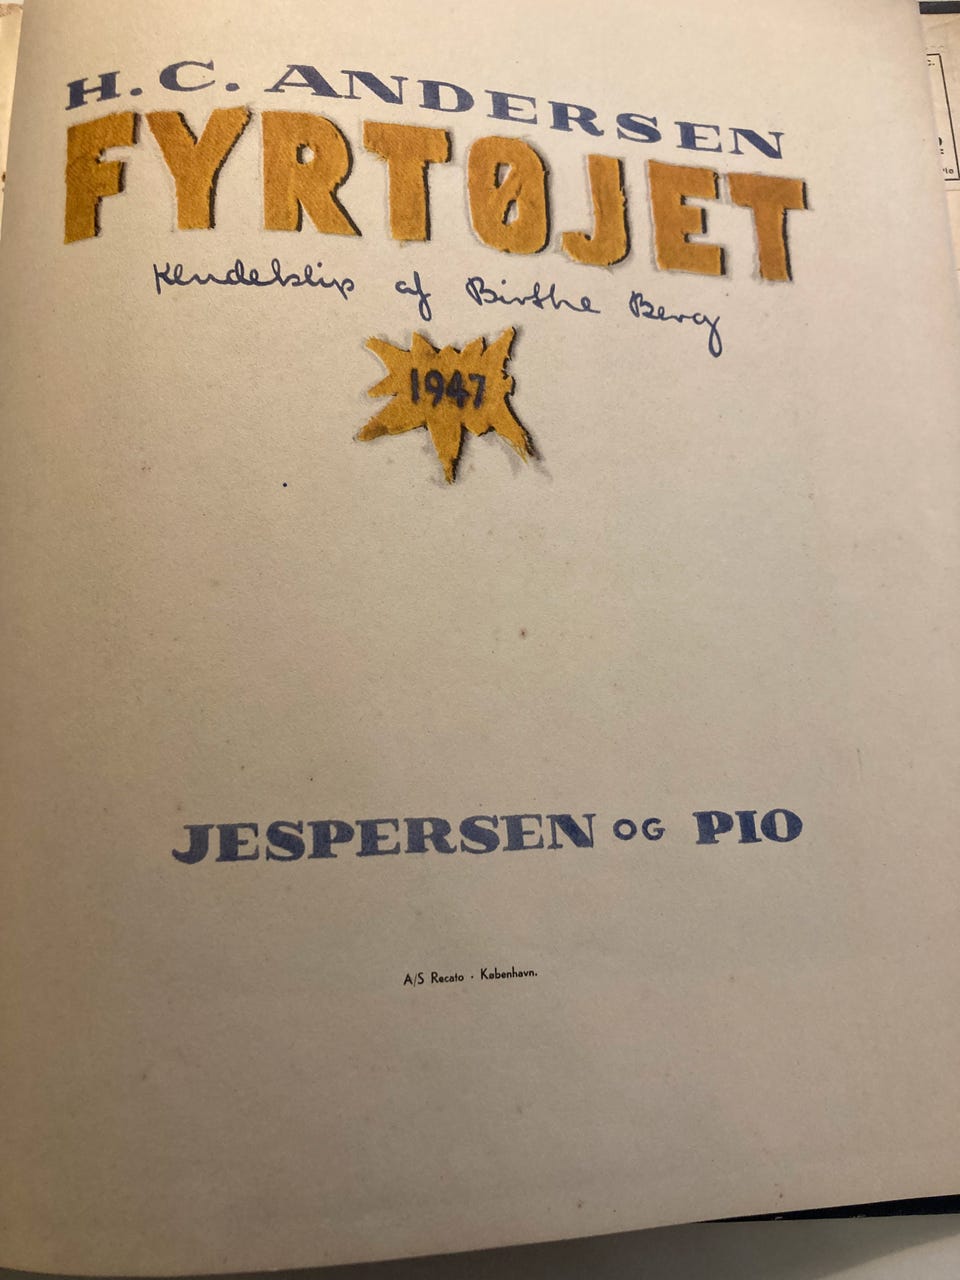 H.C. ANDERSEN
FYRTØJET
Kludeklip af Birthe Berg
1947
JESPERSEN OG PIO
A/S Recato · København.